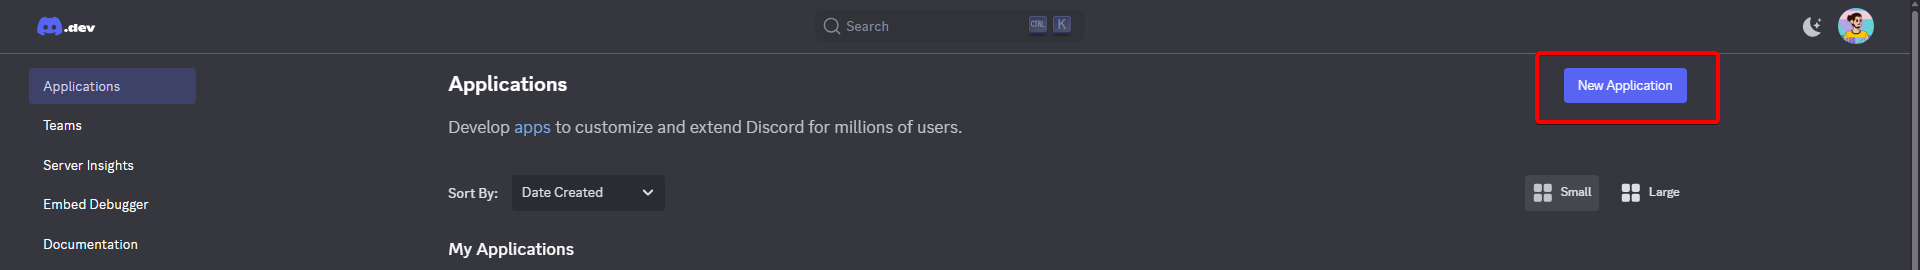 .dev
Search
CTRL K
Applications
Teams
Server Insights
Embed Debugger
Documentation
Applications
New Application
Develop apps to customize and extend Discord for millions of users.
Sort By: Date Created
Small Large
My Applications